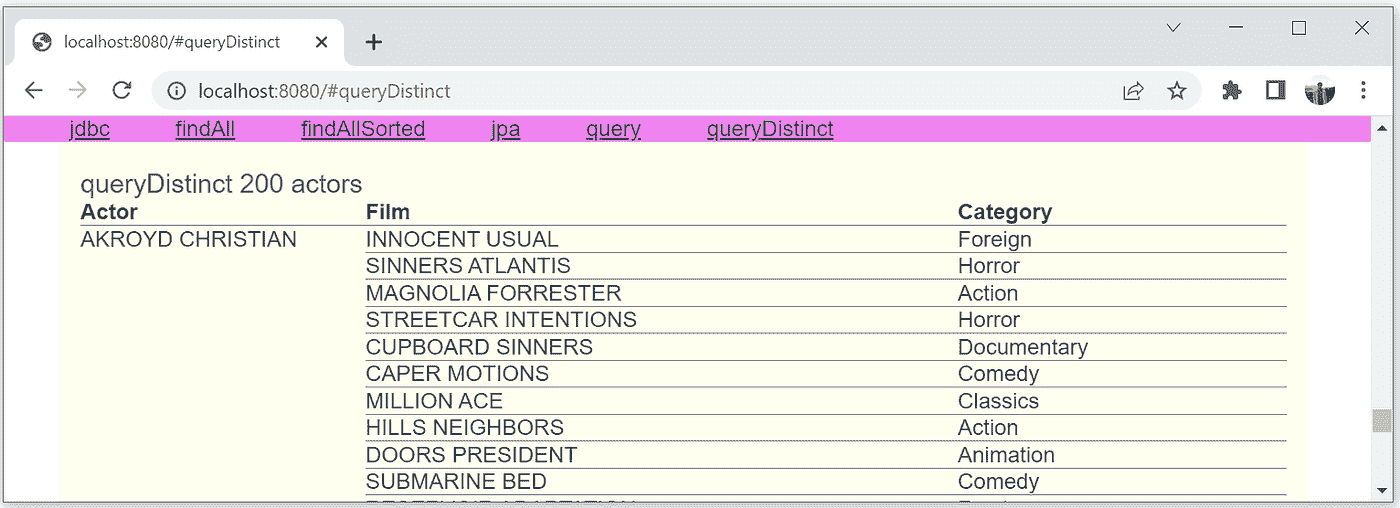 localhost:8080/#queryDistinct
localhost:8080/#queryDistinct
jdbc findAll findAllSorted jpa query queryDistinct
queryDistinct 200 actors
Actor Film Category
AKROYD CHRISTIAN INNOCENT USUAL Foreign
SINNERS ATLANTIS Horror
MAGNOLIA FORRESTER Action
STREETCAR INTENTIONS Horror
CUPBOARD SINNERS Documentary
CAPER MOTIONS Comedy
MILLION ACE Classics
HILLS NEIGHBORS Action
DOORS PRESIDENT Animation
SUBMARINE BED Comedy